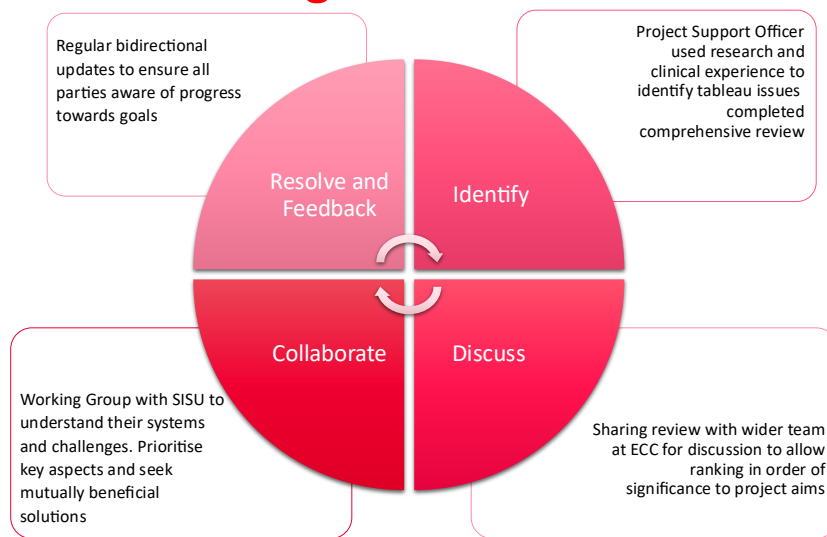 Regular bidirectional
updates to ensure all
parties aware of progress
towards goals
Project Support Officer
used research and
clinical experience to
identify tableau issues
completed
comprehensive review
Resolve and
Feedback
Identify
Collaborate
Discuss
Working Group with SISU to
understand their systems
and challenges. Prioritise
key aspects and seek
mutually beneficial
solutions
Sharing review with wider team
at ECC for discussion to allow
ranking in order of
significance to project aims